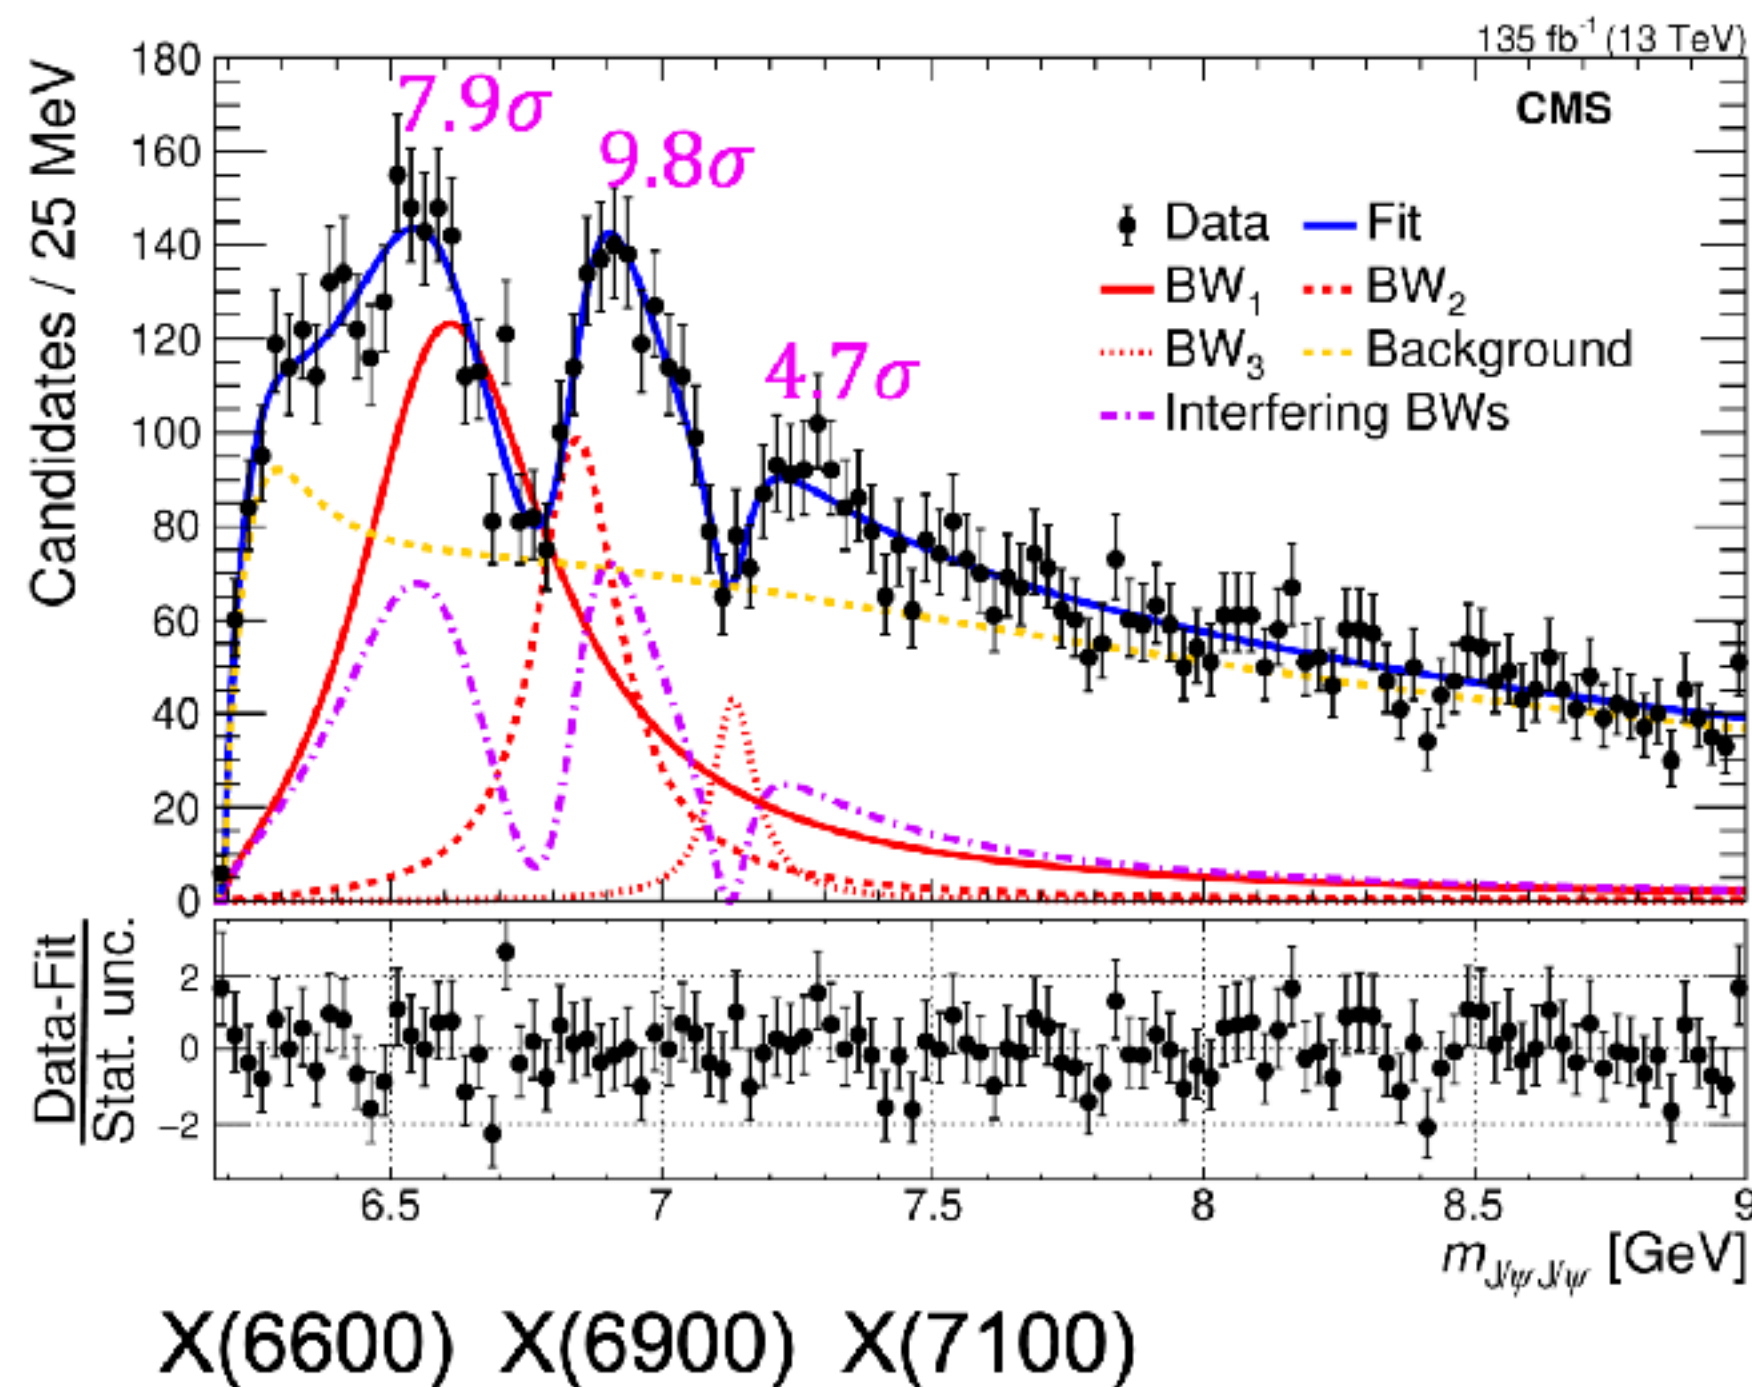 135 fb-1 (13 TeV)
CMS
Candidates / 25 MeV
180
160
140
120
100
80
60
40
20
0
7.9σ
9.8σ
4.7σ
Data Fit
BW1 BW2
BW3 Background
Interfering BWs
Data-Fit
Stat. unc.
2
0
−2
6.5 7 7.5 8 8.5 9
mJ/ψ J/ψ [GeV]
X(6600) X(6900) X(7100)